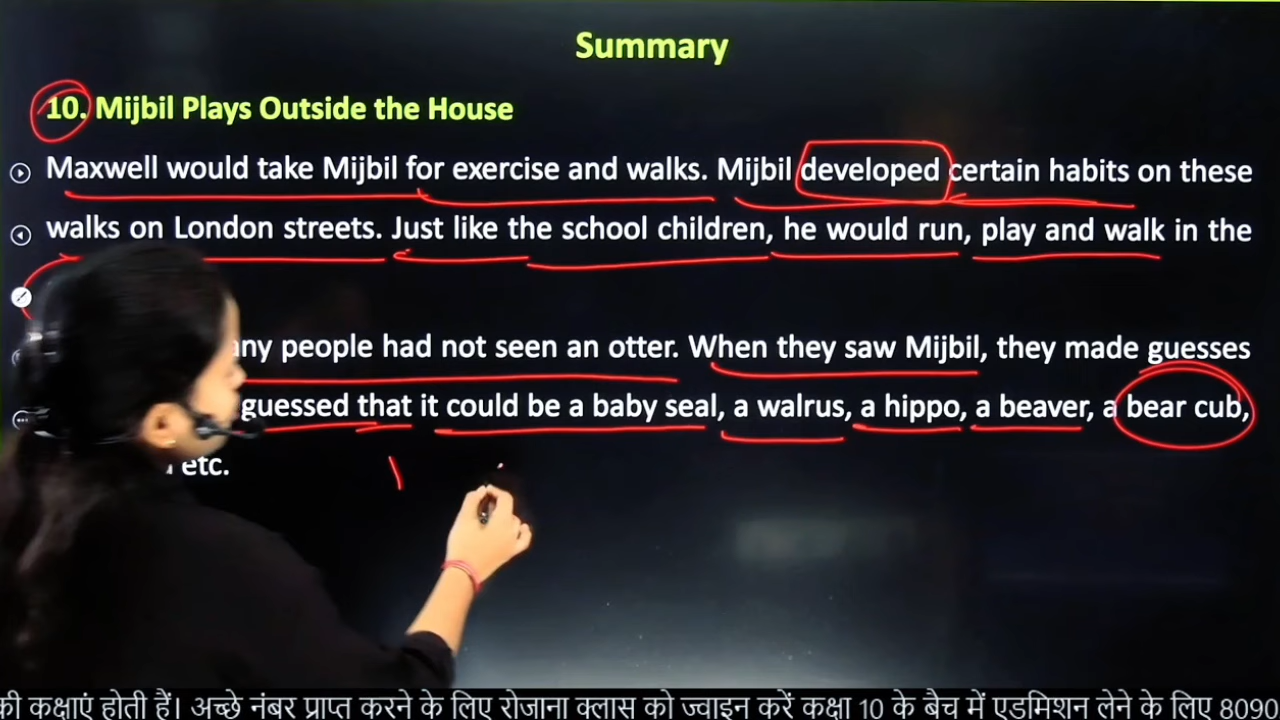 Summary
10. Mijbil Plays Outside the House
Maxwell would take Mijbil for exercise and walks. Mijbil developed certain habits on these
walks on London streets. Just like the school children, he would run, play and walk in the
people had not seen an otter. When they saw Mijbil, they made guesses
guessed that it could be a baby seal, a walrus, a hippo, a beaver, a bear cub,
etc.
की कक्षाएं होती हैं। अच्छे नंबर प्राप्त करने के लिए रोजाना क्लास को ज्वाइन करें कक्षा 10 के बैच में एडमिशन लेने के लिए 8090